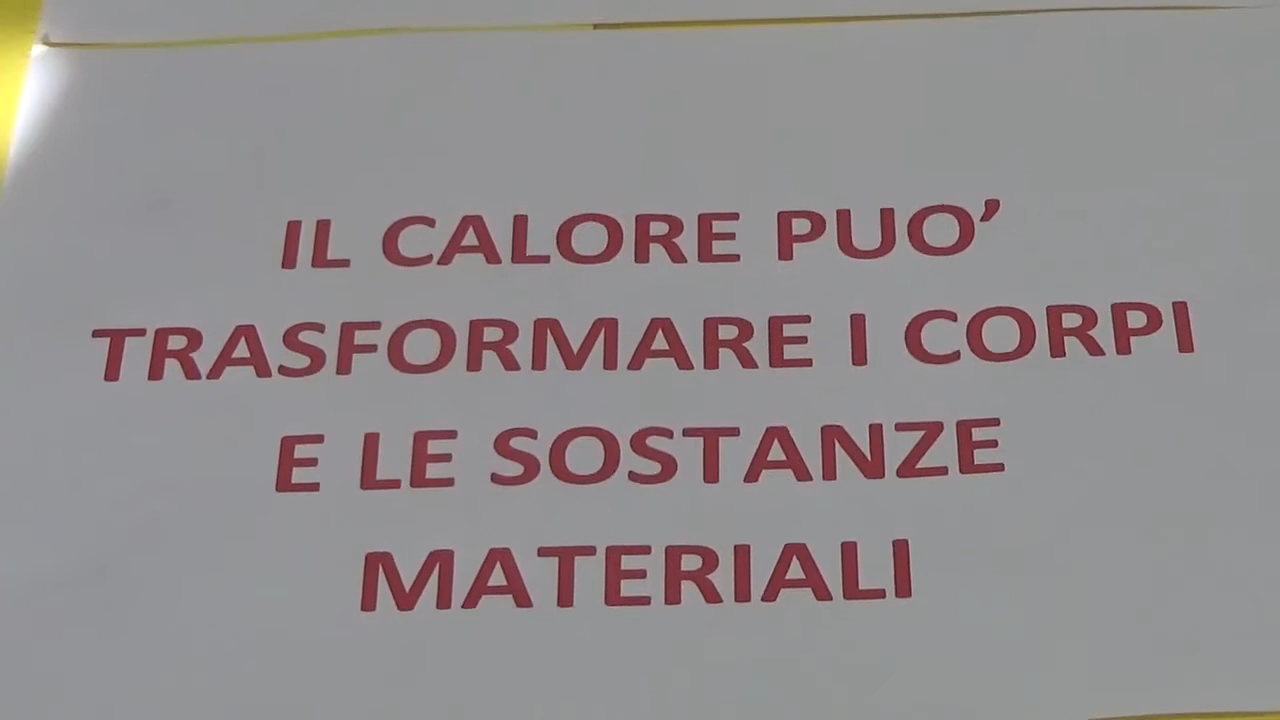 IL CALORE PUO’
TRASFORMARE I CORPI
E LE SOSTANZE
MATERIALI